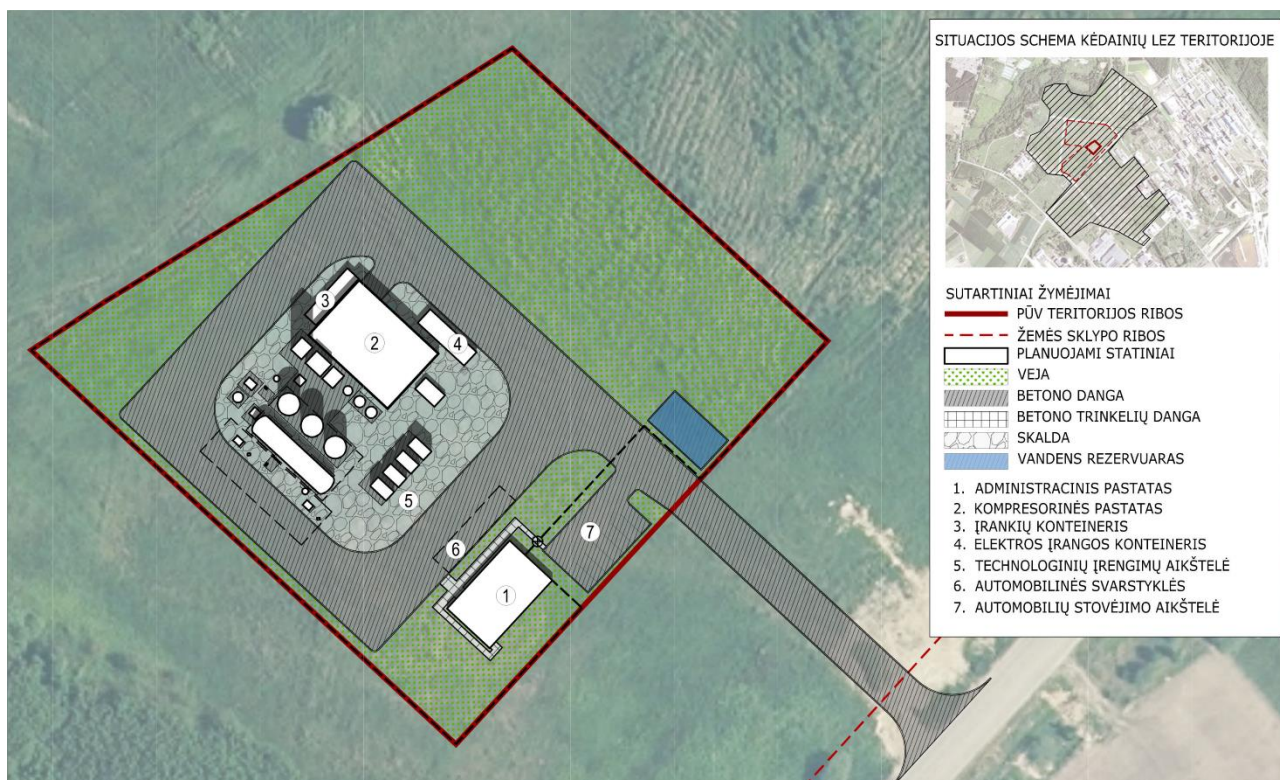 SITUACIJOS SCHEMA KĖDAINIŲ LEZ TERITORIJOJE
SUTARTINIAI ŽYMĖJIMAI
PŪV TERITORIJOS RIBOS
ŽEMĖS SKLYPO RIBOS
PLANUOJAMI STATINIAI
VEJA
BETONO DANGA
BETONO TRINKELIŲ DANGA
SKALDA
VANDENS REZERVUARAS
1. ADMINISTRACINIS PASTATAS
2. KOMPRESORINĖS PASTATAS
3. ĮRANKIŲ KONTEINERIS
4. ELEKTROS ĮRANGOS KONTEINERIS
5. TECHNOLOGINIŲ ĮRENGIMŲ AIKŠTELĖ
6. AUTOMOBILINĖS SVARSTYKLĖS
7. AUTOMOBILIŲ STOVĖJIMO AIKŠTELĖ
3
2
4
5
6
7
1